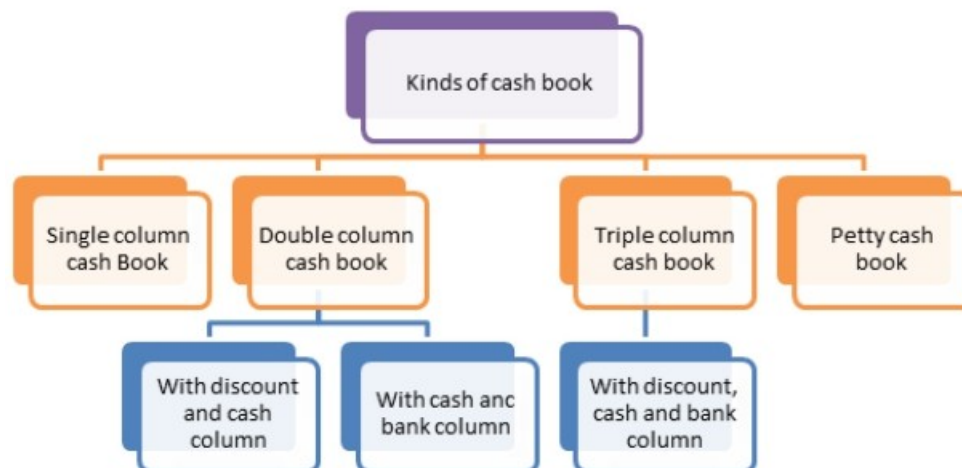 Kinds of cash book
Single column
cash Book
Double column
cash book
Triple column
cash book
Petty cash
book
With discount
and cash
column
With cash and
bank column
With discount,
cash and bank
column